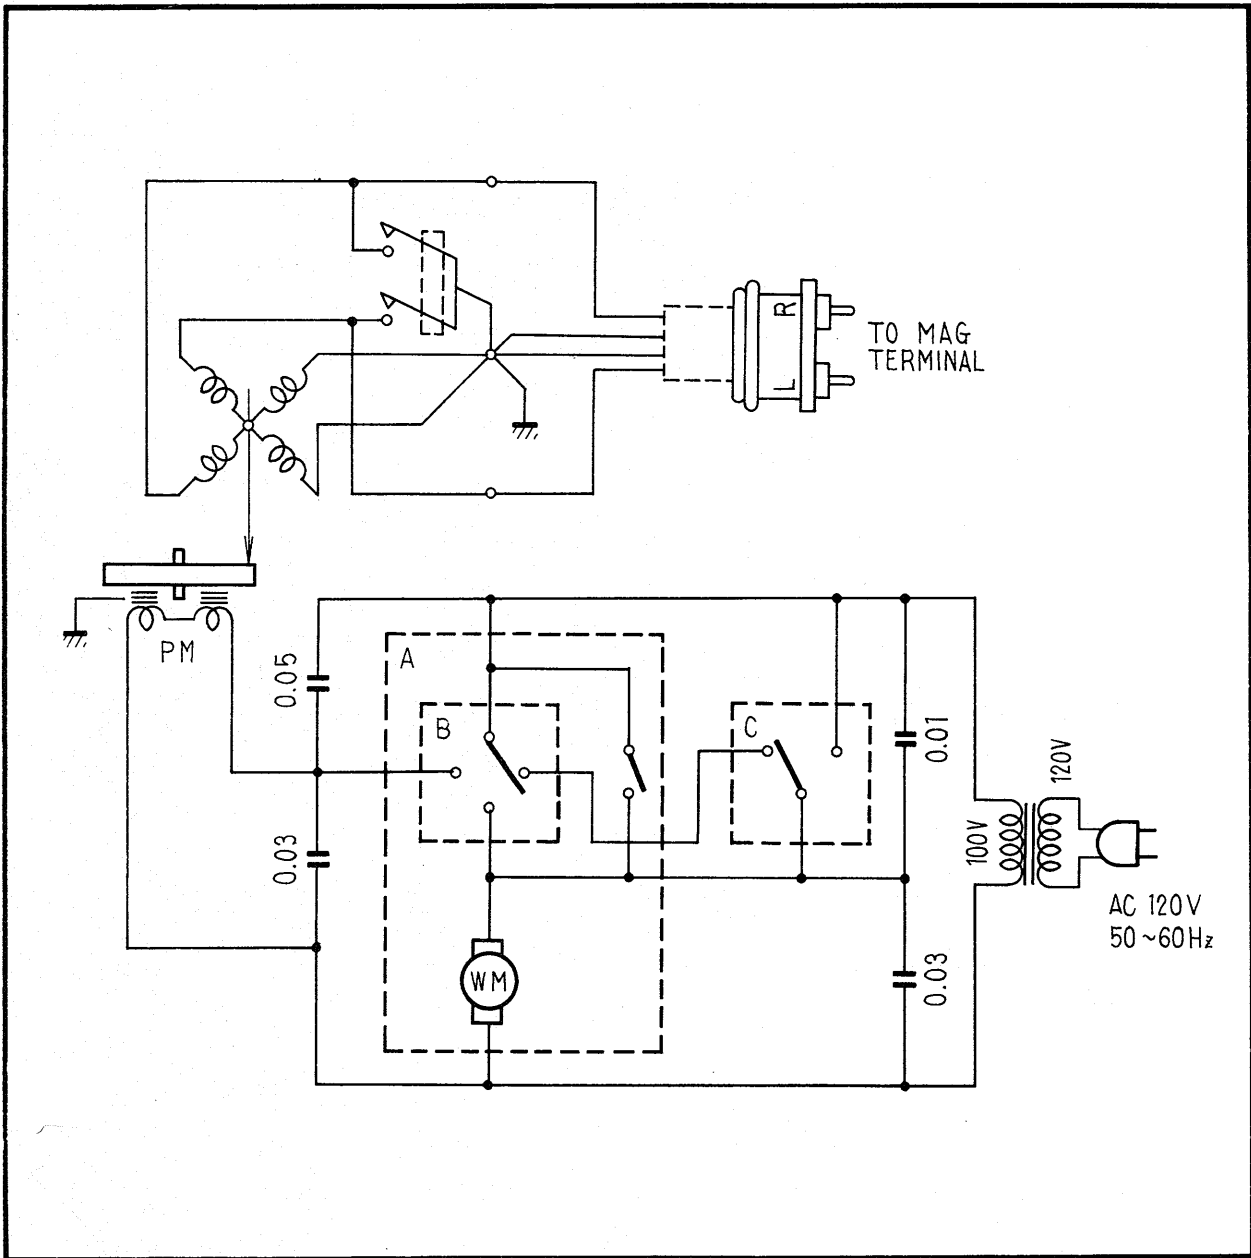 R
L
TO MAG
TERMINAL
PM
A
0.05
B
C
0.01
120V
0.03
100V
AC 120V
50~60Hz
WM
0.03